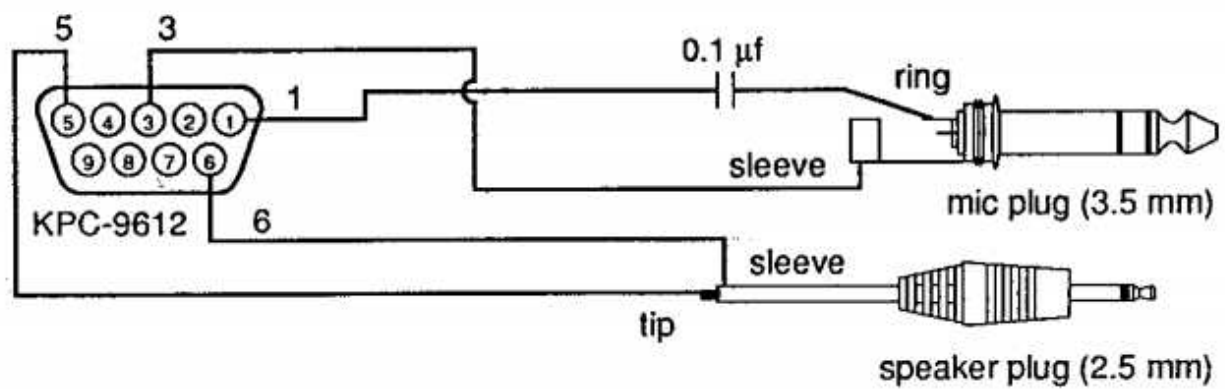 5 3
0.1 µf
ring
1
5 4 3 2 1
9 8 7 6
sleeve
mic plug (3.5 mm)
KPC-9612
6
sleeve
tip
speaker plug (2.5 mm)